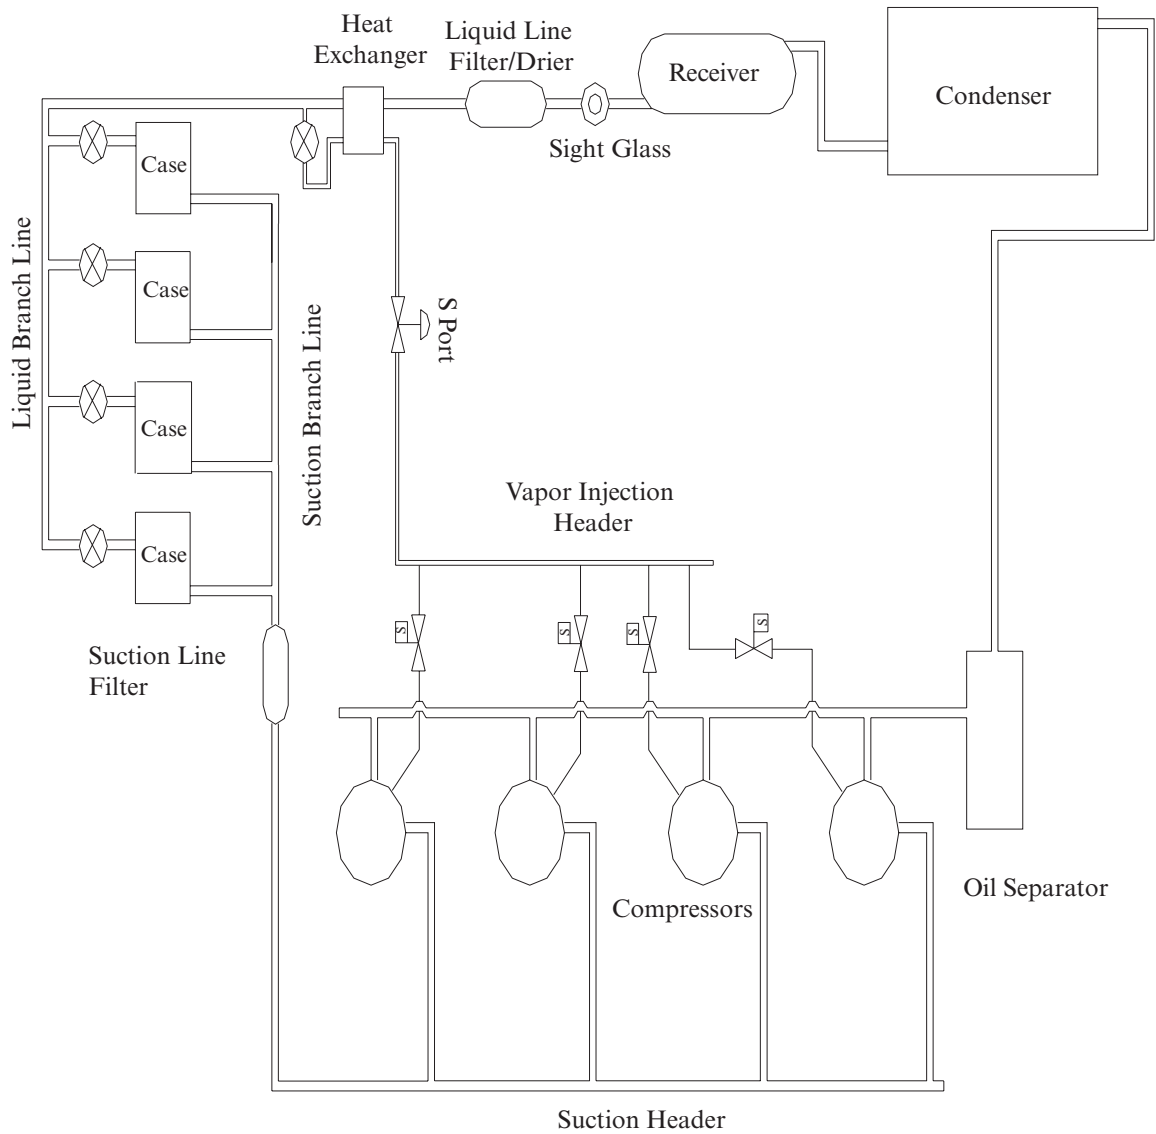 Heat
Exchanger
Liquid Line
Filter/Drier
Receiver
Condenser
Sight Glass
Case
Case
Case
Case
Liquid Branch Line
Suction Branch Line
S Port
Vapor Injection
Header
Suction Line
Filter
S
S
S
S
Compressors
Oil Separator
Suction Header